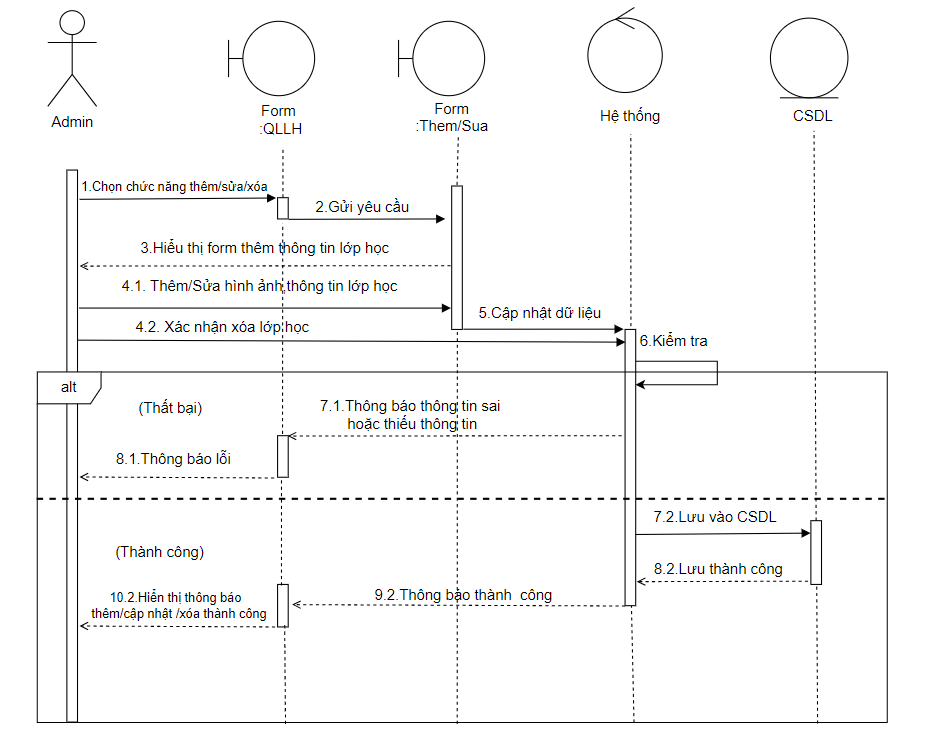 Admin
Form
:QLLH
Form
:Them/Sua
Hệ thống
CSDL
1.Chọn chức năng thêm/sửa/xóa
2.Gửi yêu cầu
3.Hiểu thị form thêm thông tin lớp học
4.1. Thêm/Sửa hình ảnh,thông tin lớp học
5.Cập nhật dữ liệu
4.2. Xác nhận xóa lớp học
6.Kiểm tra
alt
(Thất bại)
7.1.Thông báo thông tin sai
hoặc thiếu thông tin
8.1.Thông báo lỗi
7.2.Lưu vào CSDL
(Thành công)
8.2.Lưu thành công
9.2.Thông báo thành công
10.2.Hiển thị thông báo
thêm/cập nhật /xóa thành công